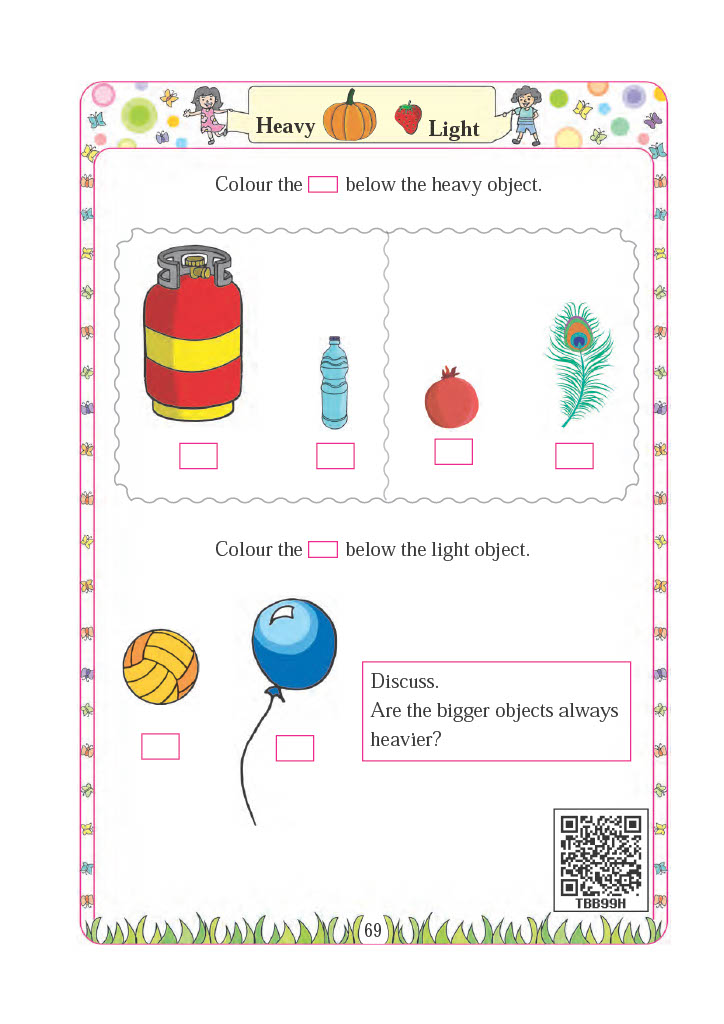 Heavy
Light
Colour the below the heavy object.
Colour the below the light object.
Discuss.
Are the bigger objects always
heavier?
TBB99H
69